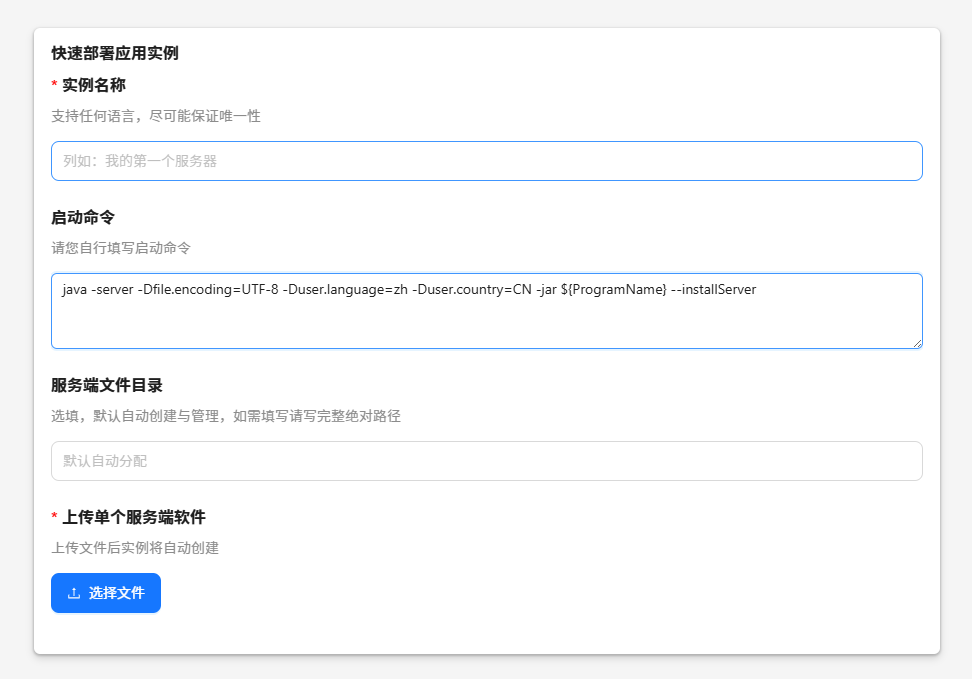 快速部署应用实例
* 实例名称
支持任何语言，尽可能保证唯一性
列如：我的第一个服务器
启动命令
请您自行填写启动命令
java -server -Dfile.encoding=UTF-8 -Duser.language=zh -Duser.country=CN -jar ${ProgramName} --installServer
服务端文件目录
选填，默认自动创建与管理，如需填写请写完整绝对路径
默认自动分配
* 上传单个服务端软件
上传文件后实例将自动创建
选择文件